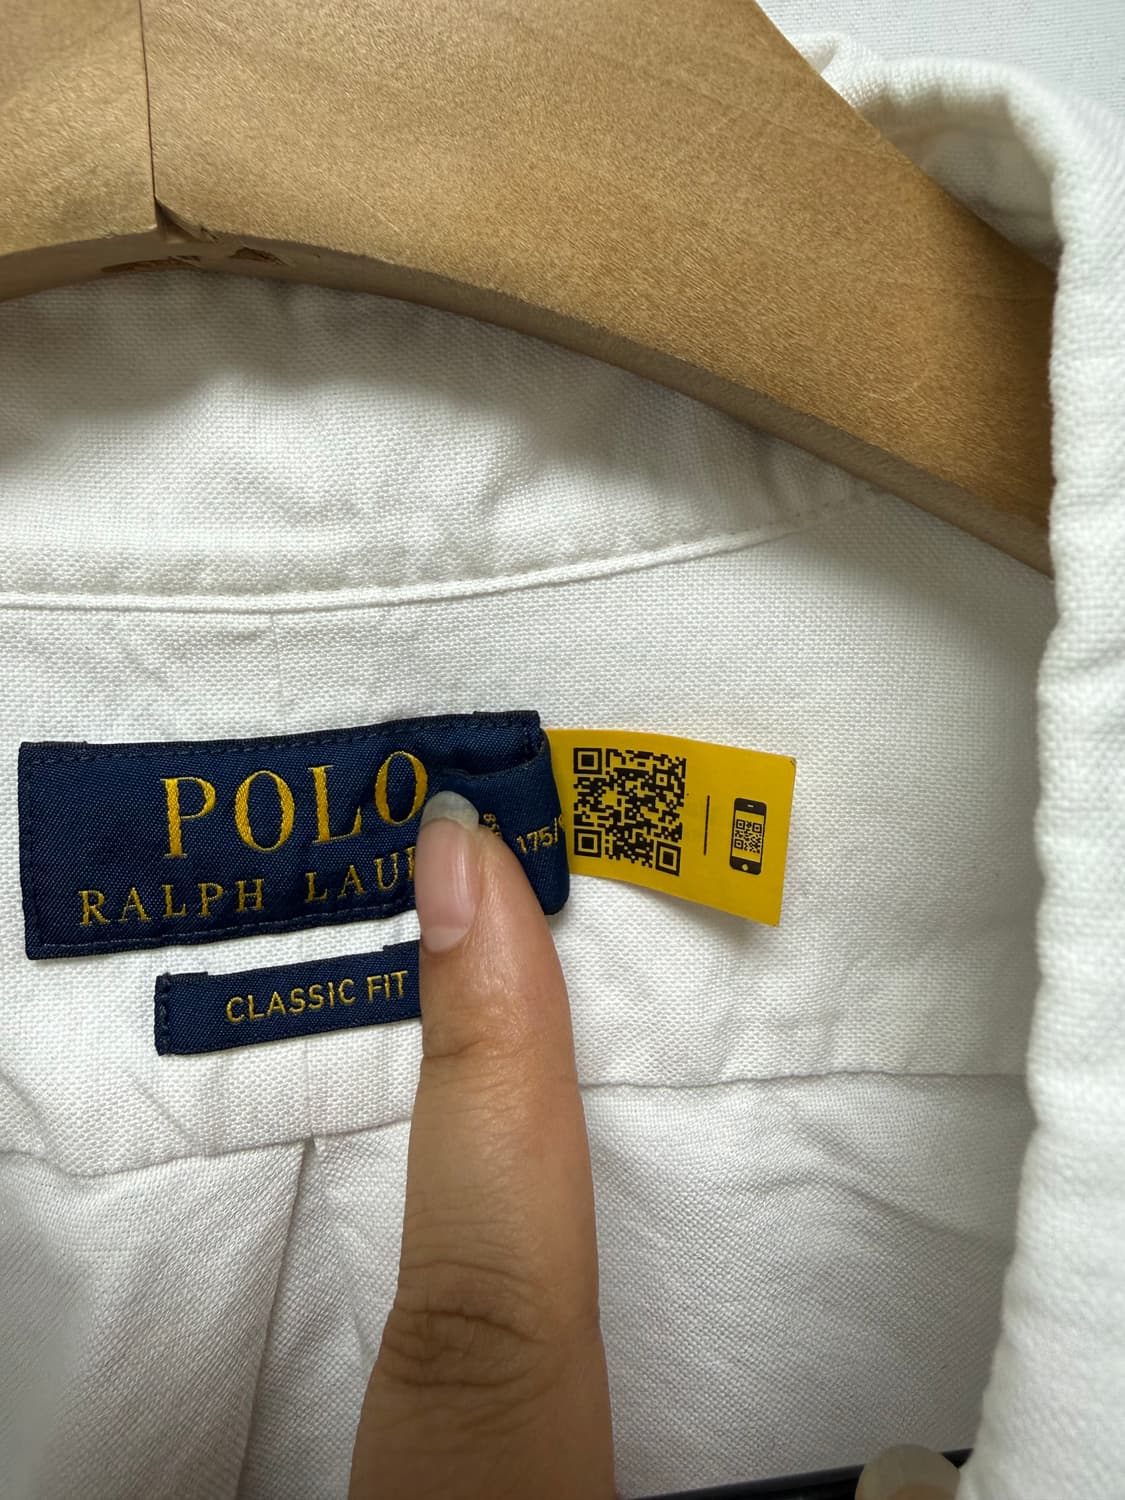 POLO
RALPH LAU
175/
CLASSIC FIT